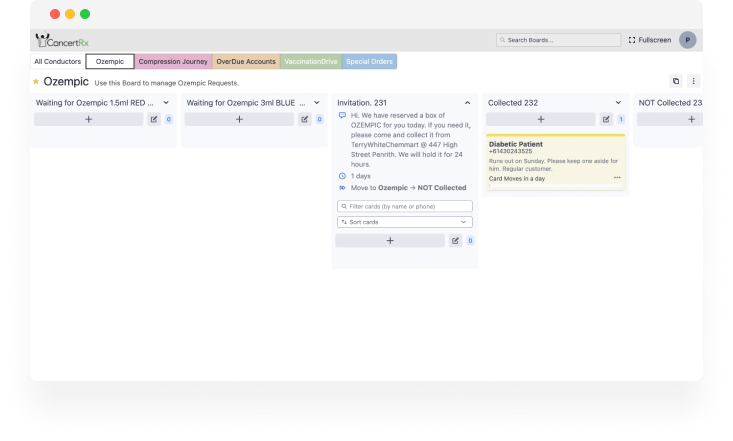 ConcertRx
Search Boards...
Fullscreen
P
All Conductors
Ozempic
Compression Journey
OverDue Accounts
VaccinationDrive
Special Orders
Ozempic
Use this Board to manage Ozempic Requests.
Waiting for Ozempic 1.5ml RED ...
0
Waiting for Ozempic 3ml BLUE ...
0
Invitation. 231
Hi. We have reserved a box of
OZEMPIC for you today. If you need it,
please come and collect it from
TerryWhiteChemmart @ 447 High
Street Penrith. We will hold it for 24
hours.
1 days
Move to Ozempic → NOT Collected
Filter cards (by name or phone)
Sort cards
0
Collected 232
1
Diabetic Patient
+61430243525
Runs out on Sunday. Please keep one aside for
him. Regular customer.
Card Moves in a day
NOT Collected 23